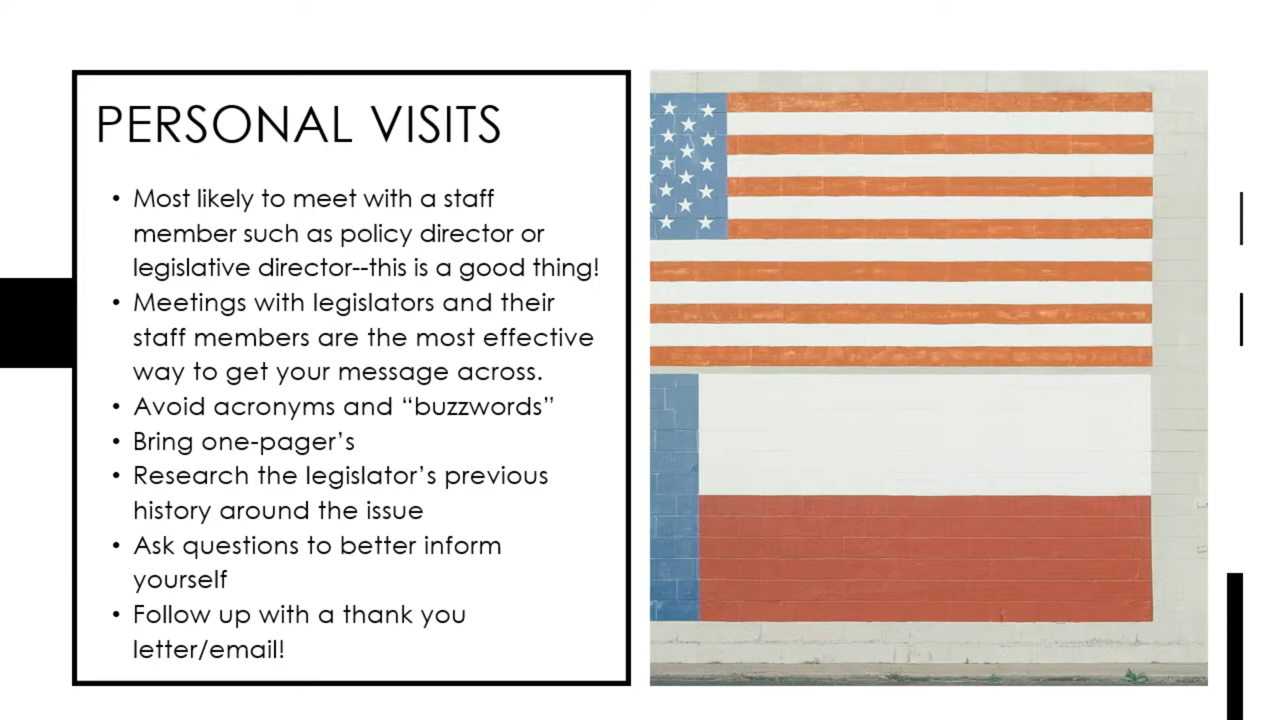 PERSONAL VISITS
• Most likely to meet with a staff
member such as policy director or
legislative director--this is a good thing!
• Meetings with legislators and their
staff members are the most effective
way to get your message across.
• Avoid acronyms and “buzzwords”
• Bring one-pager’s
• Research the legislator’s previous
history around the issue
• Ask questions to better inform
yourself
• Follow up with a thank you
letter/email!